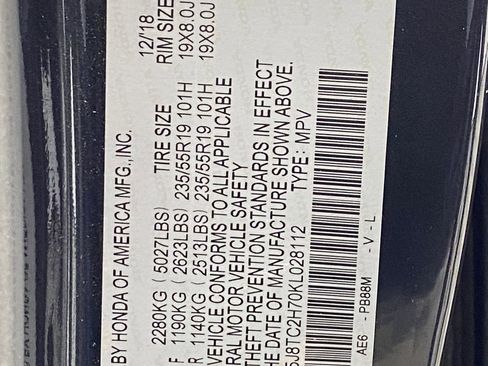 BY HONDA OF AMERICA MFG.,INC. 12/18
2280KG ( 5027LBS) TIRE SIZE RIM SIZE
F 1190KG ( 2623LBS) 235/55R19 101H 19X8.0J
R 1140KG ( 2513LBS) 235/55R19 101H 19X8.0J
VEHICLE CONFORMS TO ALL APPLICABLE
RAL MOTOR VEHICLE SAFETY
THEFT PREVENTION STANDARDS IN EFFECT
THE DATE OF MANUFACTURE SHOWN ABOVE.
5J8TC2H70KL028112 TYPE: MPV
AE6 - PB88M - V - L